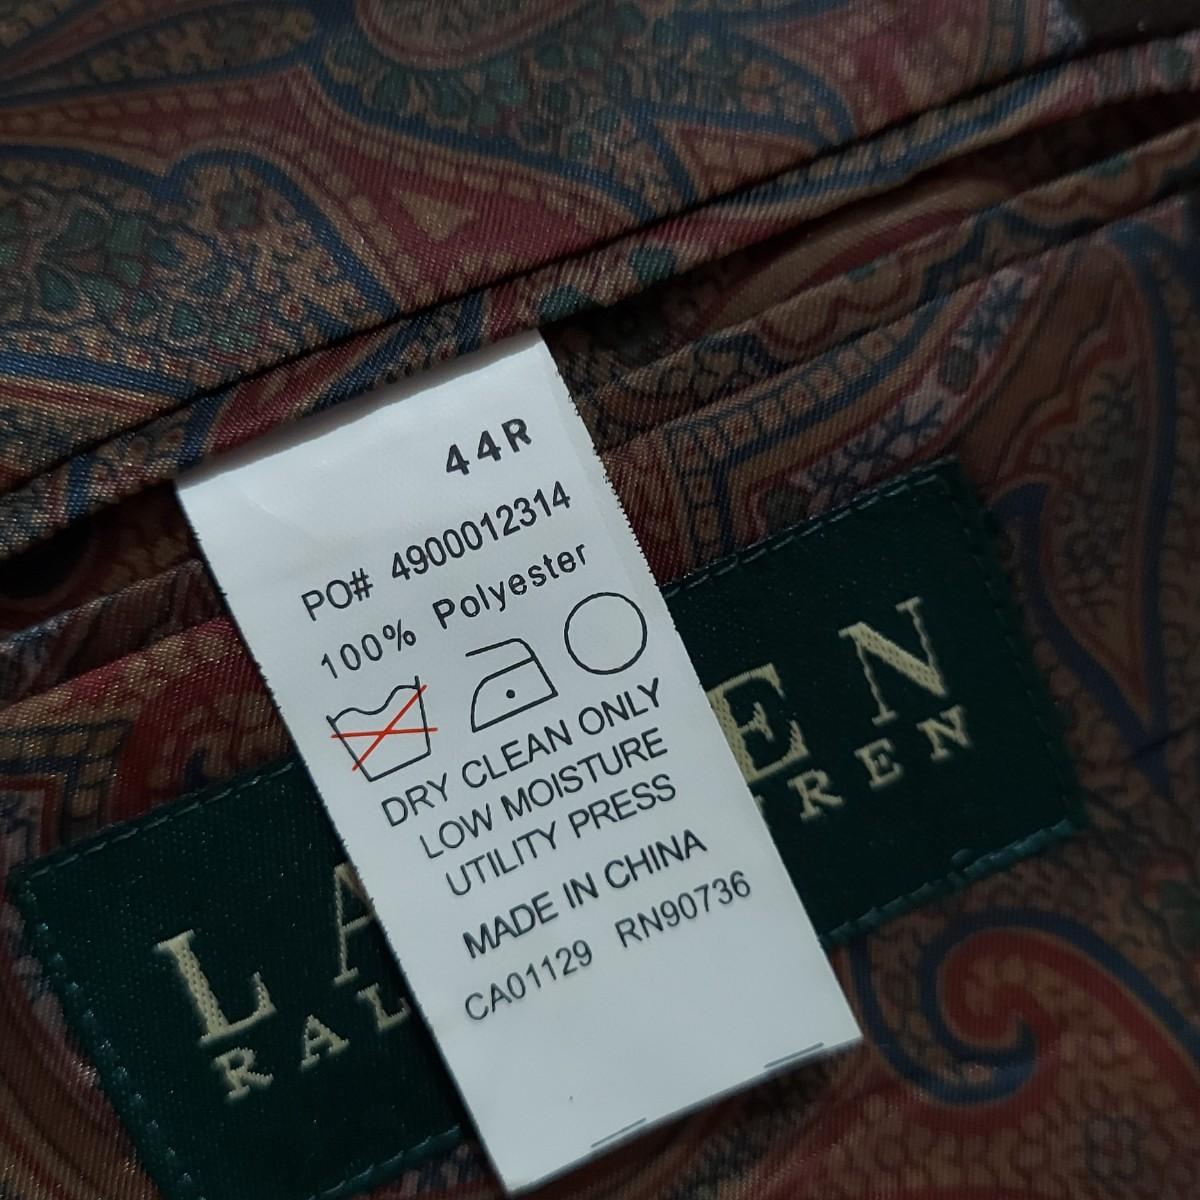 44R
PO# 4900012314
100% Polyester
DRY CLEAN ONLY
LOW MOISTURE
UTILITY PRESS
MADE IN CHINA
CA01129 RN90736
LA EN
RAL REN